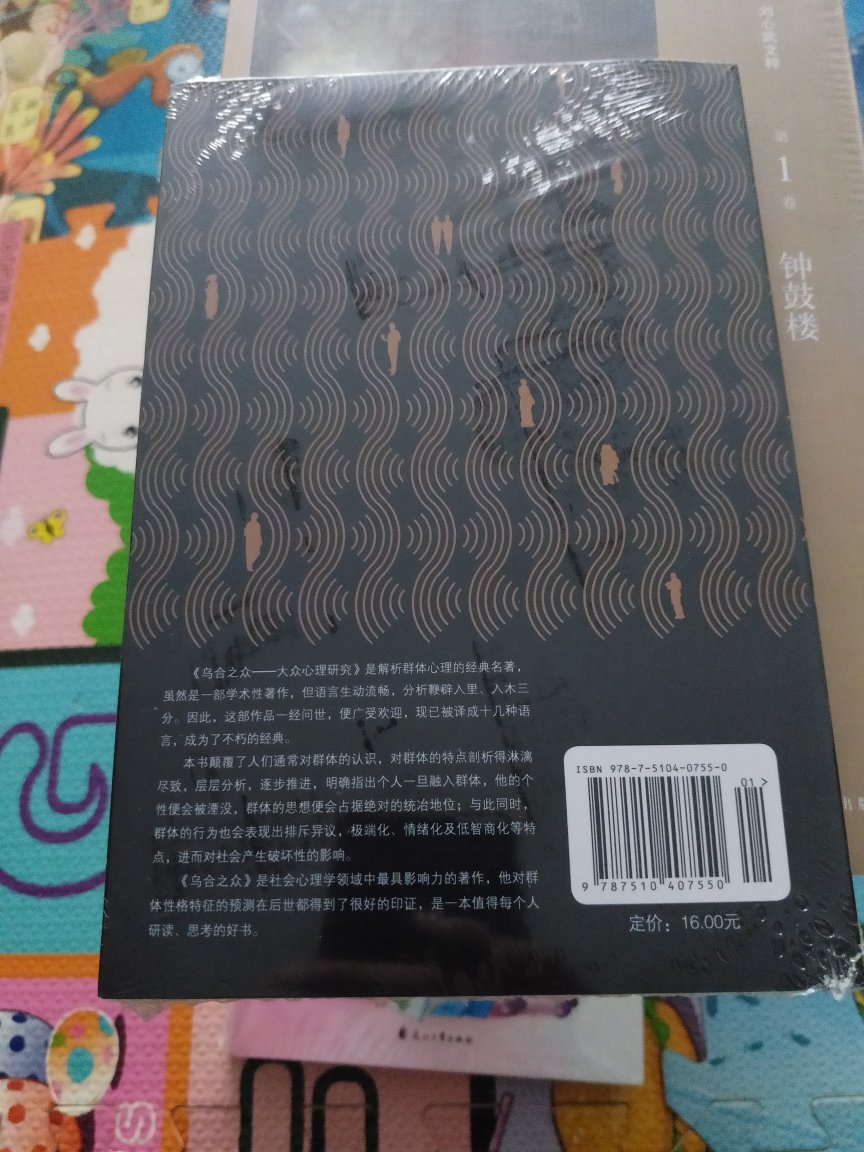 第
1
卷
钟鼓楼
《乌合之众——大众心理研究》是解析群体心理的经典名著，
虽然是一部学术性著作，但语言生动流畅，分析鞭辟入里、入木三
分。因此，这部作品一经问世，便广受欢迎，现已被译成十几种语
言，成为了不朽的经典。
本书颠覆了人们通常对群体的认识，对群体的特点剖析得淋漓
尽致，层层分析，逐步推进，明确指出个人一旦融入群体，他的个
性便会被湮没，群体的思想便会占据绝对的统治地位；与此同时，
群体的行为也会表现出排斥异议，极端化、情绪化及低智商化等特
点，进而对社会产生破坏性的影响。
《乌合之众》是社会心理学领域中最具影响力的著作，他对群
体性格特征的预测在后世都得到了很好的印证，是一本值得每个人
研读、思考的好书。
ISBN 978-7-5104-0755-0
01>
9 787510 407550
定价：16.00元